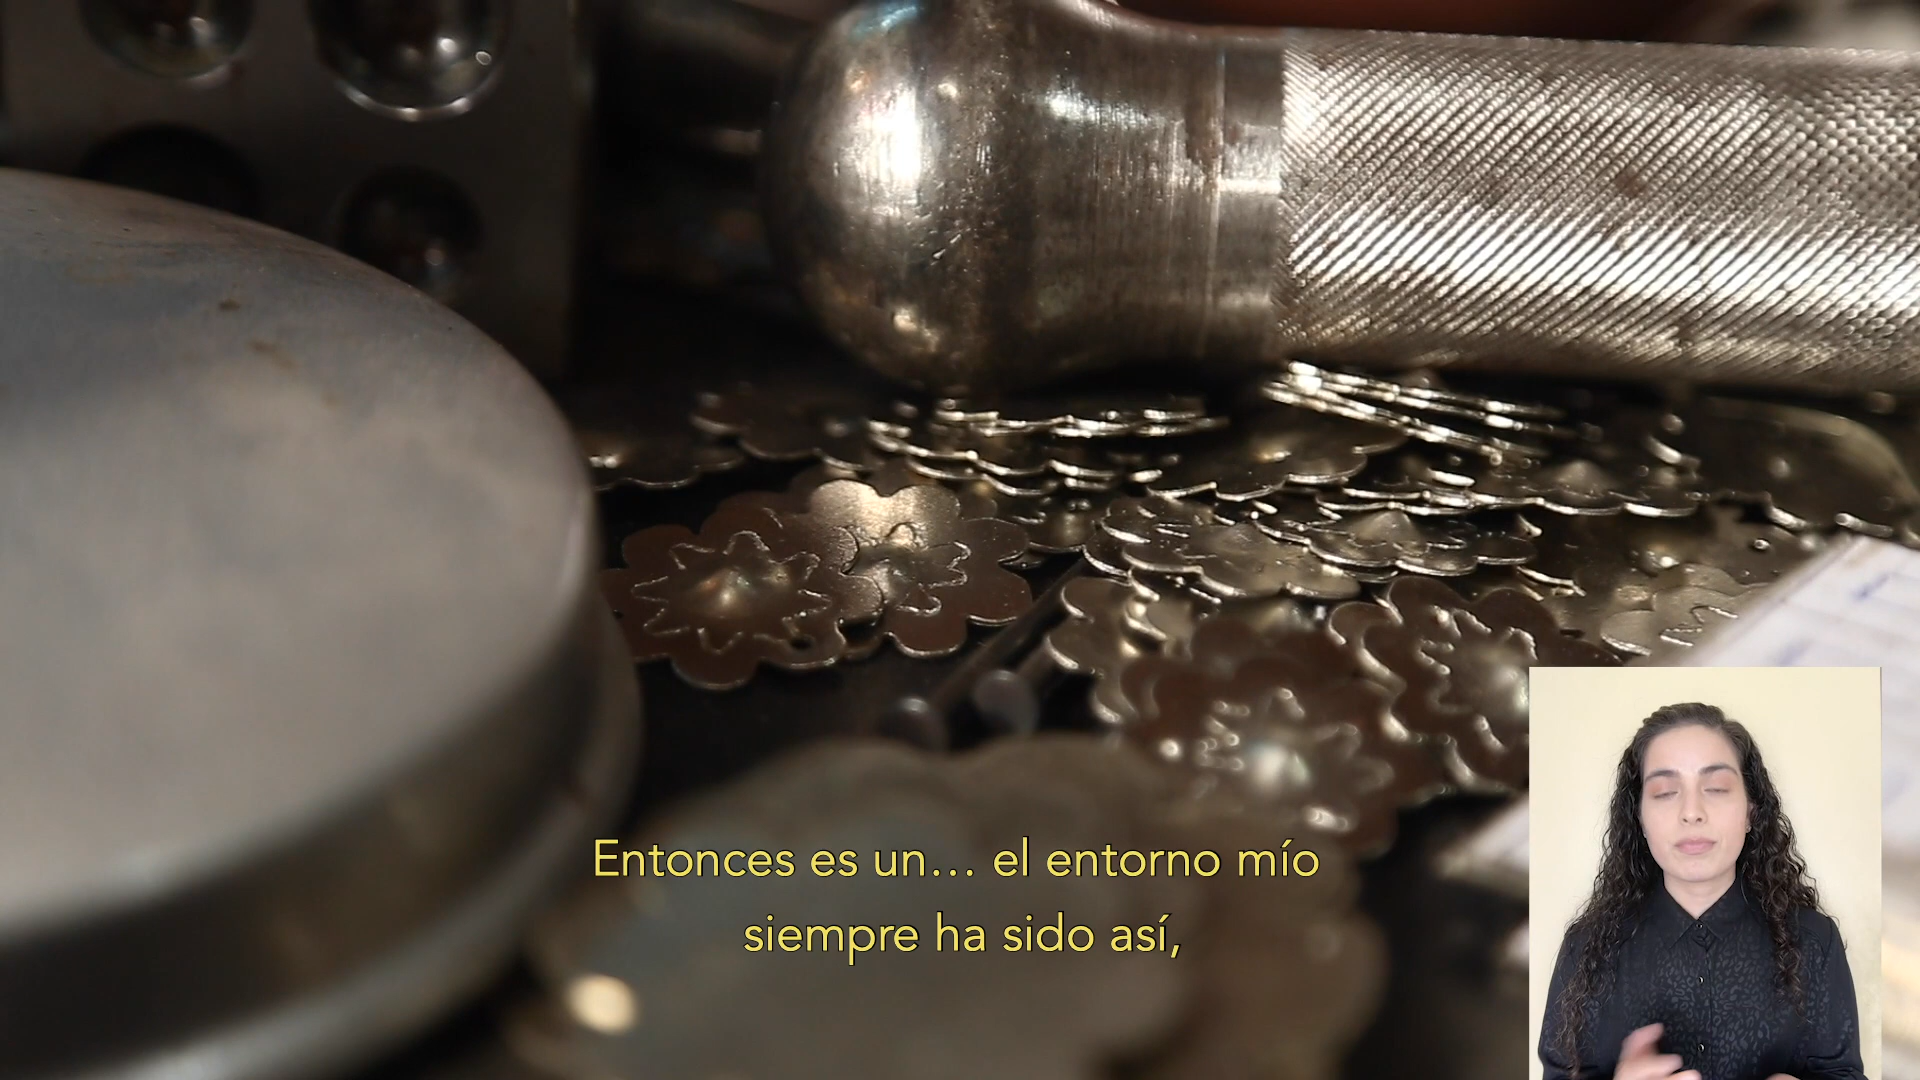 Entonces es un... el entorno mío
siempre ha sido así,